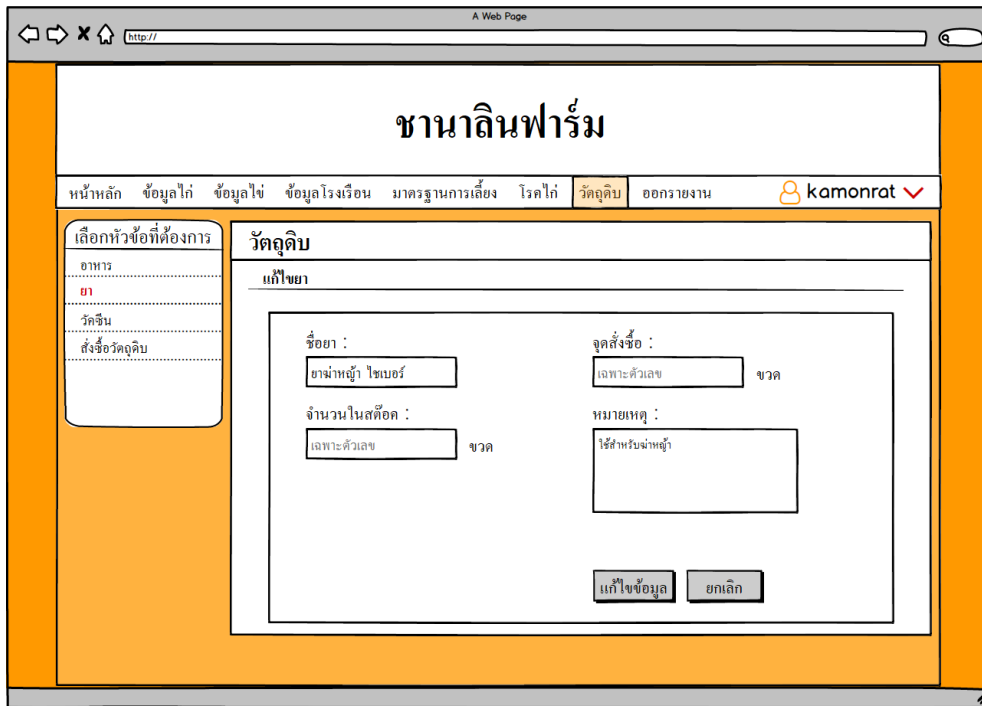 A Web Page
http://
ชานาลินฟาร์ม
หน้าหลัก ข้อมูลไก่ ข้อมูลไข่ ข้อมูลโรงเรือน มาตรฐานการเลี้ยง โรคไก่ วัตถุดิบ ออกรายงาน kamonrat
เลือกหัวข้อที่ต้องการ
อาหาร
ยา
วัคซีน
สั่งซื้อวัตถุดิบ
วัตถุดิบ
แก้ไขยา
ชื่อยา :
ยาฆ่าหญ้า ไชเบอร์
จำนวนในสต๊อค :
เฉพาะตัวเลข ขวด
จุดสั่งซื้อ :
เฉพาะตัวเลข ขวด
หมายเหตุ :
ใช้สำหรับฆ่าหญ้า
แก้ไขข้อมูล ยกเลิก